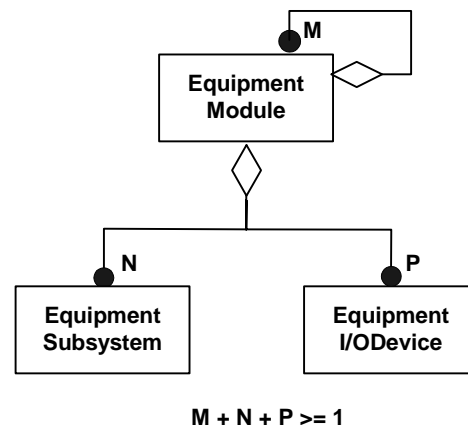 M
Equipment
Module
N
P
Equipment
Subsystem
Equipment
I/ODevice
M + N + P >= 1